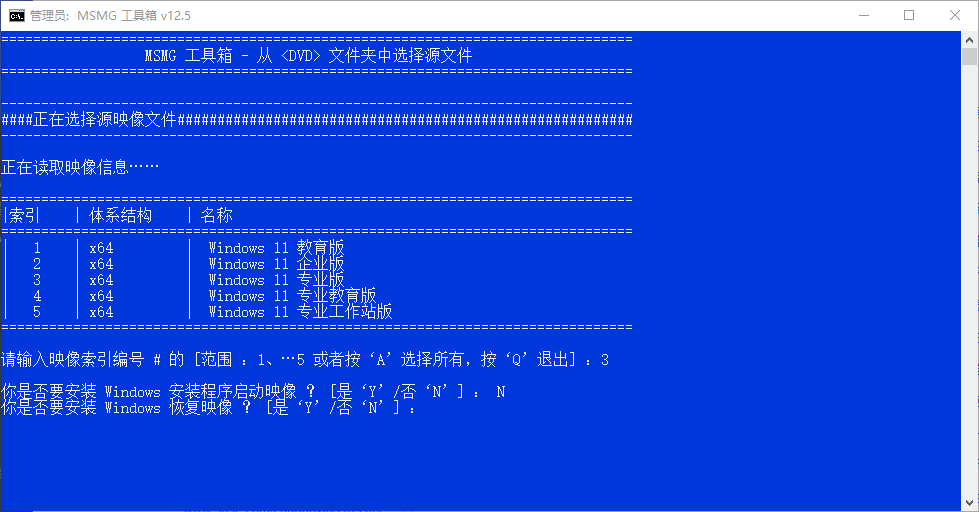 管理员: MSMG 工具箱 v12.5
===============================================================================
MSMG 工具箱 - 从 <DVD> 文件夹中选择源文件
===============================================================================
-------------------------------------------------------------------------------
####正在选择源映像文件#########################################################
-------------------------------------------------------------------------------
正在读取映像信息……
===============================================================================
|索引 | 体系结构 | 名称
===============================================================================
| 1 | x64 | Windows 11 教育版
| 2 | x64 | Windows 11 企业版
| 3 | x64 | Windows 11 专业版
| 4 | x64 | Windows 11 专业教育版
| 5 | x64 | Windows 11 专业工作站版
===============================================================================
请输入映像索引编号 # 的 [范围 : 1、…5 或者按‘A’选择所有, 按‘Q’退出] : 3
你是否要安装 Windows 安装程序启动映像 ? [是‘Y’/否‘N’] : N
你是否要安装 Windows 恢复映像 ? [是‘Y’/否‘N’] :